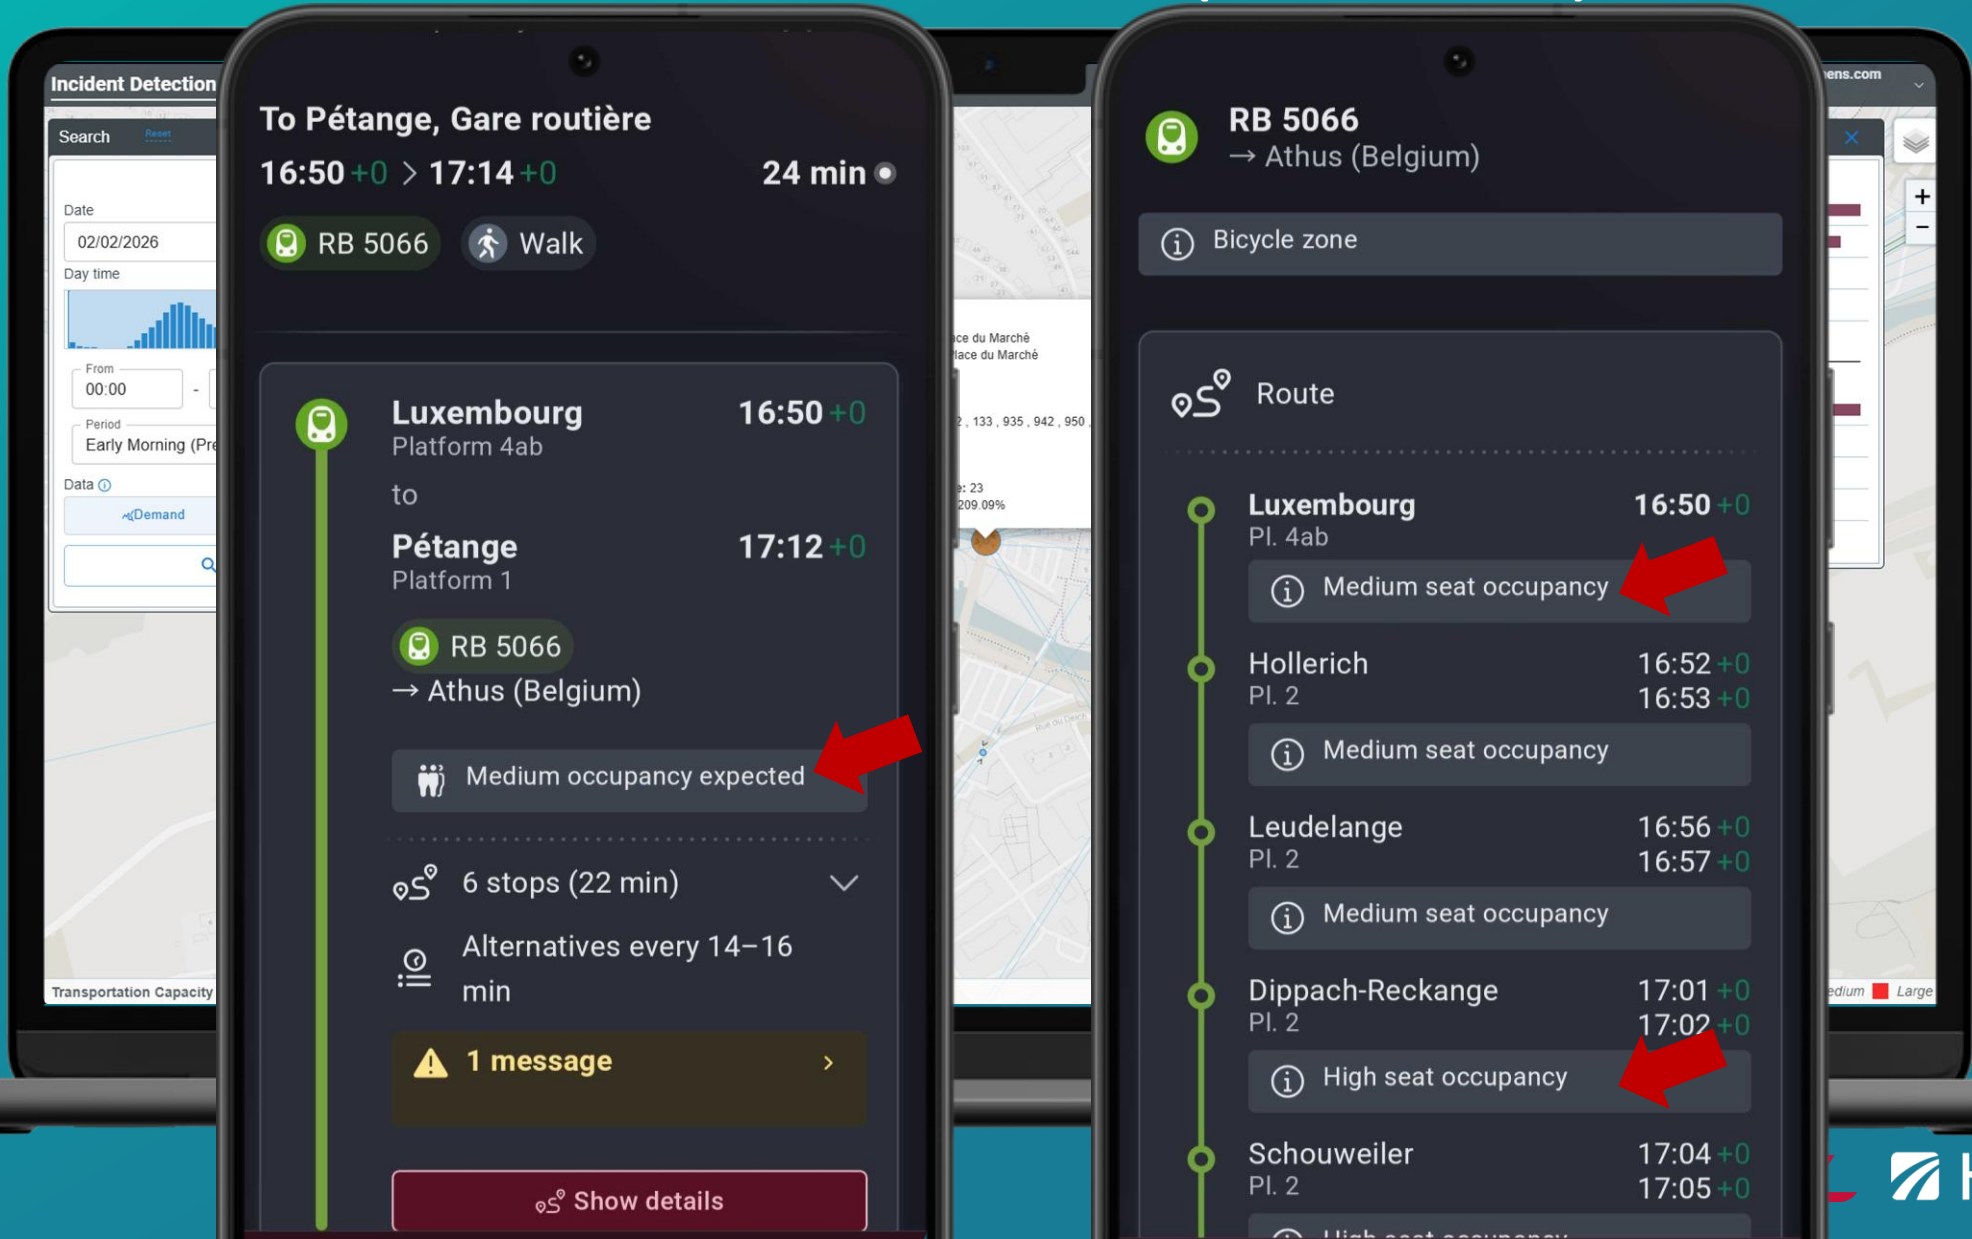 Incident Detection
Search Reset
Date
02/02/2026
Day time
From
00:00 -
Period
Early Morning (Pre
Data
Demand
Transportation Capacity
To Pétange, Gare routière
16:50 +0 > 17:14 +0 24 min
RB 5066 Walk
Luxembourg 16:50 +0
Platform 4ab
to
Pétange 17:12 +0
Platform 1
RB 5066
→ Athus (Belgium)
Medium occupancy expected
6 stops (22 min)
Alternatives every 14–16
min
1 message >
Show details
du Marché
Place du Marché
, 133 , 935 , 942 , 950 ,
: 23
209.09%
Rue du Deich
RB 5066
→ Athus (Belgium)
Bicycle zone
Route
Luxembourg 16:50 +0
Pl. 4ab
Medium seat occupancy
Hollerich 16:52 +0
Pl. 2 16:53 +0
Medium seat occupancy
Leudelange 16:56 +0
Pl. 2 16:57 +0
Medium seat occupancy
Dippach-Reckange 17:01 +0
Pl. 2 17:02 +0
High seat occupancy
Schouweiler 17:04 +0
Pl. 2 17:05 +0
High seat occupancy
ens.com
+
−
edium Large